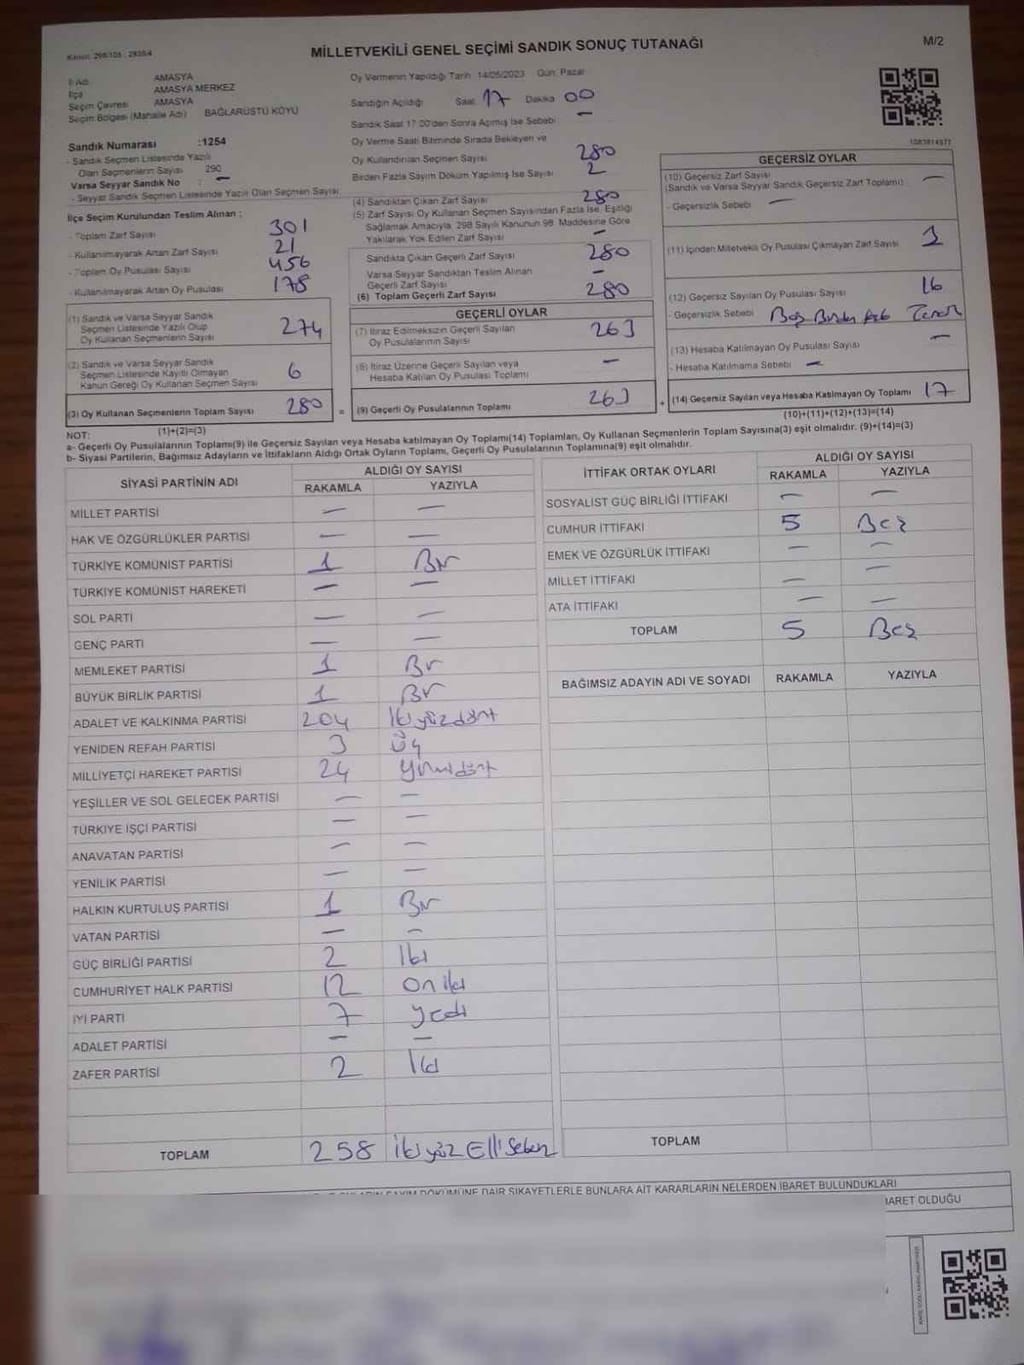 Kanun: 298/105 , 2839/4
MİLLETVEKİLİ GENEL SEÇİMİ SANDIK SONUÇ TUTANAĞI
M/2
İl Adı AMASYA
İlçe AMASYA MERKEZ
Seçim Çevresi AMASYA
Seçim Bölgesi (Mahalle Adı) BAĞLARÜSTÜ KÖYÜ
Sandık Numarası :1254
- Sandık Seçmen Listesinde Yazılı
Olan Seçmenlerin Sayısı 290
Varsa Seyyar Sandık No : —
- Seyyar Sandık Seçmen Listesinde Yazılı Olan Seçmen Sayısı
İlçe Seçim Kurulundan Teslim Alınan :
- Toplam Zarf Sayısı 301
- Kullanılmayarak Artan Zarf Sayısı 21
- Toplam Oy Pusulası Sayısı 456
- Kullanılmayarak Artan Oy Pusulası 178
(1) Sandık ve Varsa Seyyar Sandık
Seçmen Listesinde Yazılı Olup
Oy Kullanan Seçmenlerin Sayısı 274
(2) Sandık ve Varsa Seyyar Sandık
Seçmen Listesinde Kayıtlı Olmayan
Kanun Gereği Oy Kullanan Seçmen Sayısı 6
(3) Oy Kullanan Seçmenlerin Toplam Sayısı 280
(1)+(2)=(3)
Oy Vermenin Yapıldığı Tarih 14/05/2023 Gün: Pazar
Sandığın Açıldığı Saat 17 Dakika 00
Sandık Saat 17:00'den Sonra Açılmış İse Sebebi —
Oy Verme Saati Bitiminde Sırada Bekleyen ve
Oy Kullandırılan Seçmen Sayısı 280
Birden Fazla Sayım Döküm Yapılmış İse Sayısı 2
(4) Sandıktan Çıkan Zarf Sayısı 280
(5) Zarf Sayısı Oy Kullanan Seçmen Sayısından Fazla İse, Eşitliği
Sağlamak Amacıyla, 298 Sayılı Kanunun 98. Maddesine Göre
Yakılarak Yok Edilen Zarf Sayısı —
Sandıkta Çıkan Geçerli Zarf Sayısı 280
Varsa Seyyar Sandıktan Teslim Alınan
Geçerli Zarf Sayısı —
(6) Toplam Geçerli Zarf Sayısı 280
GEÇERLİ OYLAR
(7) İtiraz Edilmeksizin Geçerli Sayılan
Oy Pusulalarının Sayısı 263
(8) İtiraz Üzerine Geçerli Sayılan veya
Hesaba Katılan Oy Pusulası Toplamı —
= (9) Geçerli Oy Pusulalarının Toplamı 263 +
1083814977
GEÇERSİZ OYLAR
(10) Geçersiz Zarf Sayısı
(Sandık ve Varsa Seyyar Sandık Geçersiz Zarf Toplamı) —
- Geçersizlik Sebebi —
(11) İçinden Milletvekili Oy Pusulası Çıkmayan Zarf Sayısı 1
(12) Geçersiz Sayılan Oy Pusulası Sayısı 16
- Geçersizlik Sebebi Boş
(13) Hesaba Katılmayan Oy Pusulası Sayısı —
- Hesaba Katılmama Sebebi —
(14) Geçersiz Sayılan veya Hesaba Katılmayan Oy Toplamı 17
(10)+(11)+(12)+(13)=(14)
NOT:
a- Geçerli Oy Pusulalarının Toplamı(9) ile Geçersiz Sayılan veya Hesaba katılmayan Oy Toplamı(14) Toplamları, Oy Kullanan Seçmenlerin Toplam Sayısına(3) eşit olmalıdır. (9)+(14)=(3)
b- Siyasi Partilerin, Bağımsız Adayların ve İttifakların Aldığı Ortak Oyların Toplamı, Geçerli Oy Pusulalarının Toplamına(9) eşit olmalıdır.
SİYASİ PARTİNİN ADI ALDIĞI OY SAYISI
RAKAMLA YAZIYLA
MİLLET PARTİSİ — —
HAK VE ÖZGÜRLÜKLER PARTİSİ — —
TÜRKİYE KOMÜNİST PARTİSİ 1 Bir
TÜRKİYE KOMÜNİST HAREKETİ — —
SOL PARTİ — —
GENÇ PARTİ — —
MEMLEKET PARTİSİ 1 Bir
BÜYÜK BİRLİK PARTİSİ 1 Bir
ADALET VE KALKINMA PARTİSİ 204 İkiyüzdört
YENİDEN REFAH PARTİSİ 3 Üç
MİLLİYETÇİ HAREKET PARTİSİ 24 Yirmidört
YEŞİLLER VE SOL GELECEK PARTİSİ — —
TÜRKİYE İŞÇİ PARTİSİ — —
ANAVATAN PARTİSİ — —
YENİLİK PARTİSİ — —
HALKIN KURTULUŞ PARTİSİ 1 Bir
VATAN PARTİSİ — —
GÜÇ BİRLİĞİ PARTİSİ 2 İki
CUMHURİYET HALK PARTİSİ 12 Oniki
İYİ PARTİ 7 Yedi
ADALET PARTİSİ — —
ZAFER PARTİSİ 2 İki
TOPLAM 258 İkiyüz Elli Sekiz
İTTİFAK ORTAK OYLARI ALDIĞI OY SAYISI
RAKAMLA YAZIYLA
SOSYALİST GÜÇ BİRLİĞİ İTTİFAKI — —
CUMHUR İTTİFAKI 5 Beş
EMEK VE ÖZGÜRLÜK İTTİFAKI — —
MİLLET İTTİFAKI — —
ATA İTTİFAKI — —
TOPLAM 5 Beş
BAĞIMSIZ ADAYIN ADI VE SOYADI RAKAMLA YAZIYLA
TOPLAM
SAYIM DÖKÜMÜNE DAİR ŞİKAYETLERLE BUNLARA AİT KARARLARIN NELERDEN İBARET BULUNDUKLARI
İBARET OLDUĞU